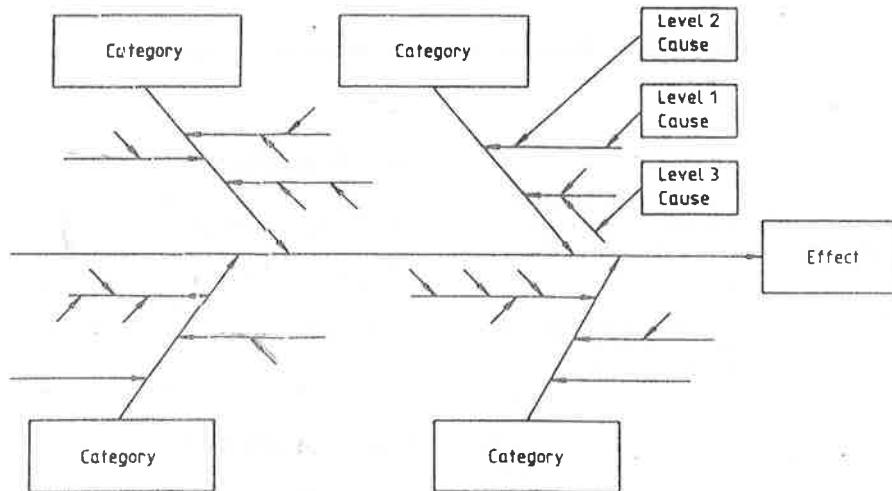 Category
Category
Level 2
Cause
Level 1
Cause
Level 3
Cause
Effect
Category
Category